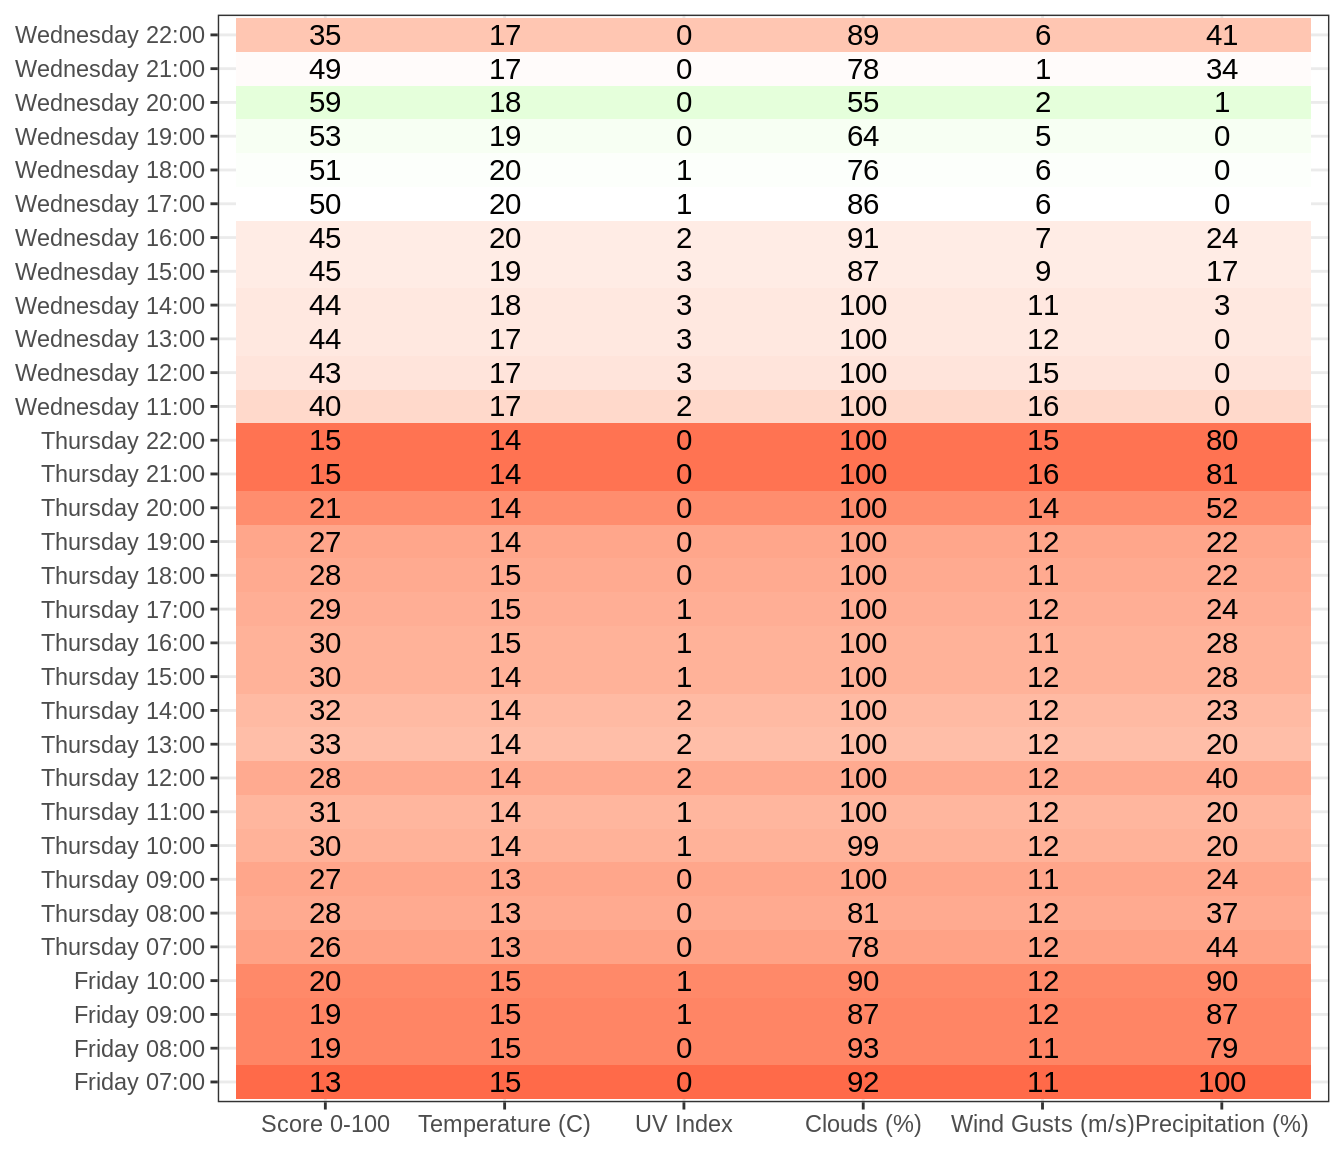 Wednesday 22:00 35 17 0 89 6 41
Wednesday 21:00 49 17 0 78 1 34
Wednesday 20:00 59 18 0 55 2 1
Wednesday 19:00 53 19 0 64 5 0
Wednesday 18:00 51 20 1 76 6 0
Wednesday 17:00 50 20 1 86 6 0
Wednesday 16:00 45 20 2 91 7 24
Wednesday 15:00 45 19 3 87 9 17
Wednesday 14:00 44 18 3 100 11 3
Wednesday 13:00 44 17 3 100 12 0
Wednesday 12:00 43 17 3 100 15 0
Wednesday 11:00 40 17 2 100 16 0
Thursday 22:00 15 14 0 100 15 80
Thursday 21:00 15 14 0 100 16 81
Thursday 20:00 21 14 0 100 14 52
Thursday 19:00 27 14 0 100 12 22
Thursday 18:00 28 15 0 100 11 22
Thursday 17:00 29 15 1 100 12 24
Thursday 16:00 30 15 1 100 11 28
Thursday 15:00 30 14 1 100 12 28
Thursday 14:00 32 14 2 100 12 23
Thursday 13:00 33 14 2 100 12 20
Thursday 12:00 28 14 2 100 12 40
Thursday 11:00 31 14 1 100 12 20
Thursday 10:00 30 14 1 99 12 20
Thursday 09:00 27 13 0 100 11 24
Thursday 08:00 28 13 0 81 12 37
Thursday 07:00 26 13 0 78 12 44
Friday 10:00 20 15 1 90 12 90
Friday 09:00 19 15 1 87 12 87
Friday 08:00 19 15 0 93 11 79
Friday 07:00 13 15 0 92 11 100
Score 0-100 Temperature (C) UV Index Clouds (%) Wind Gusts (m/s) Precipitation (%)